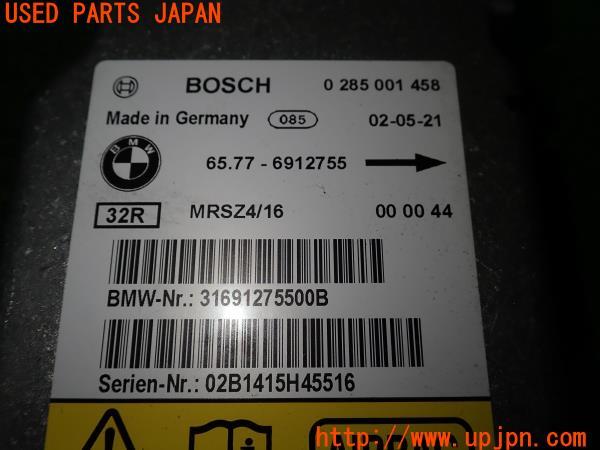 USED PARTS JAPAN
BOSCH 0 285 001 458
Made in Germany 085 02-05-21
BMW 65.77 - 6912755
32R MRSZ4/16 00 00 44
BMW-Nr.: 31691275500B
Serien-Nr.: 02B1415H45516
http://www.upjpn.com